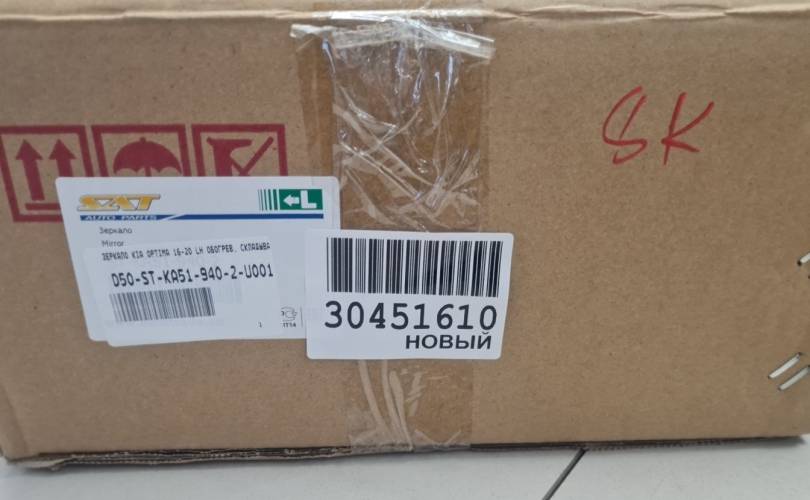 SK
SAT
L
AUTO PARTS
Зеркало
Mirror
ЗЕРКАЛО KIA OPTIMA 16-20 LH ОБОГРЕВ. СКЛАДЫВА
D50-ST-KA51-940-2-U001
1
30451610
НОВЫЙ